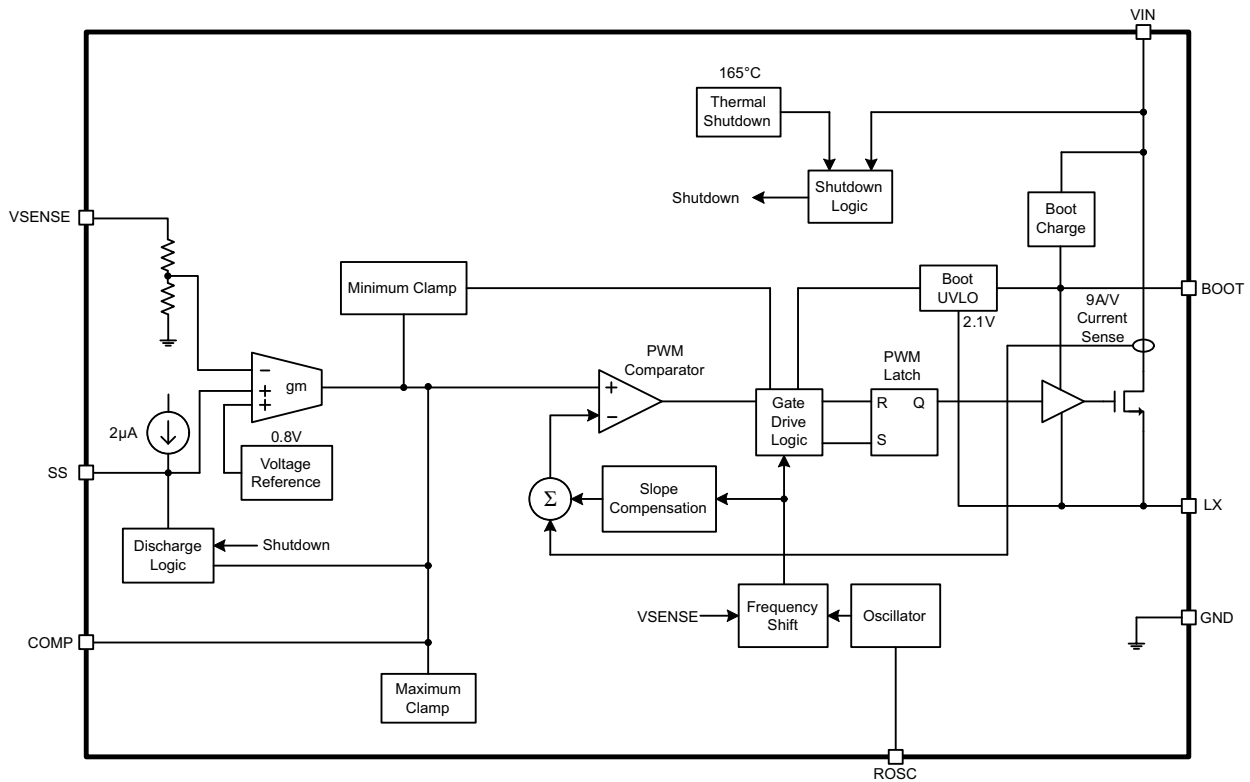 VIN
165°C
Thermal
Shutdown
Shutdown
Shutdown
Logic
Boot
Charge
VSENSE
Minimum Clamp
Boot
UVLO
2.1V
BOOT
9A/V
Current
Sense
gm
PWM
Comparator
PWM
Latch
Gate
Drive
Logic
R
Q
S
2µA
0.8V
Voltage
Reference
SS
Σ
Slope
Compensation
LX
Discharge
Logic
Shutdown
VSENSE
Frequency
Shift
Oscillator
GND
COMP
Maximum
Clamp
ROSC